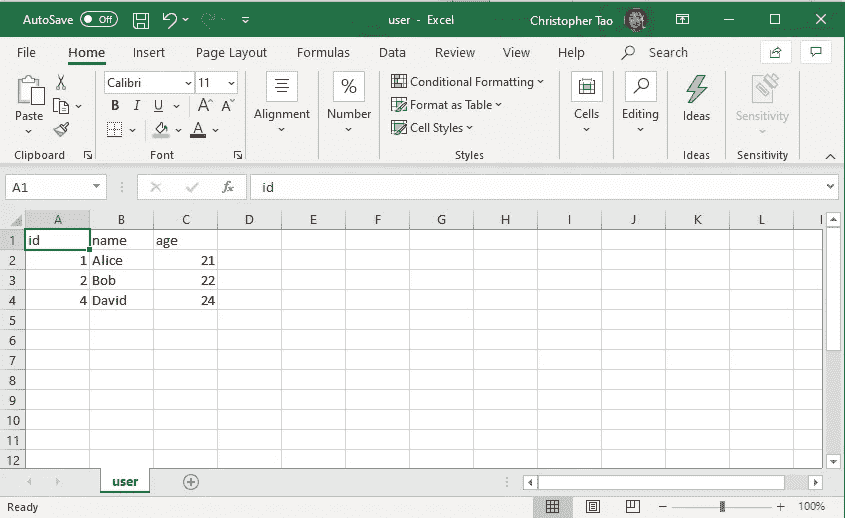 AutoSave Off user - Excel Christopher Tao
File Home Insert Page Layout Formulas Data Review View Help Search
Paste
Clipboard
Calibri 11
B I U A A
A
Font
Alignment
% Number
Conditional Formatting
Format as Table
Cell Styles
Styles
Cells
Editing
Ideas
Ideas
Sensitivity
Sensitivity
A1 fx id
A B C D E F G H I J K L
1 id name age
2 1 Alice 21
3 2 Bob 22
4 4 David 24
5
6
7
8
9
10
11
12
user
Ready 100%